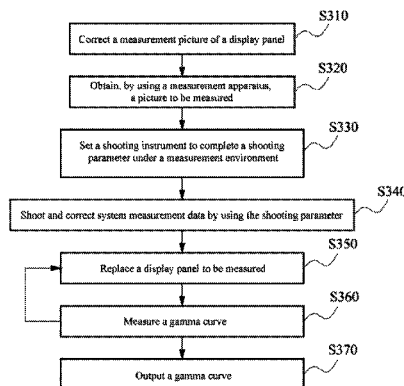 S310
Correct a measurement picture of a display panel
S320
Obtain, by using a measurement apparatus,
a picture to be measured
S330
Set a shooting instrument to complete a shooting
parameter under a measurement environment
S340
Shoot and correct system measurement data by using the shooting parameter
S350
Replace a display panel to be measured
S360
Measure a gamma curve
S370
Output a gamma curve